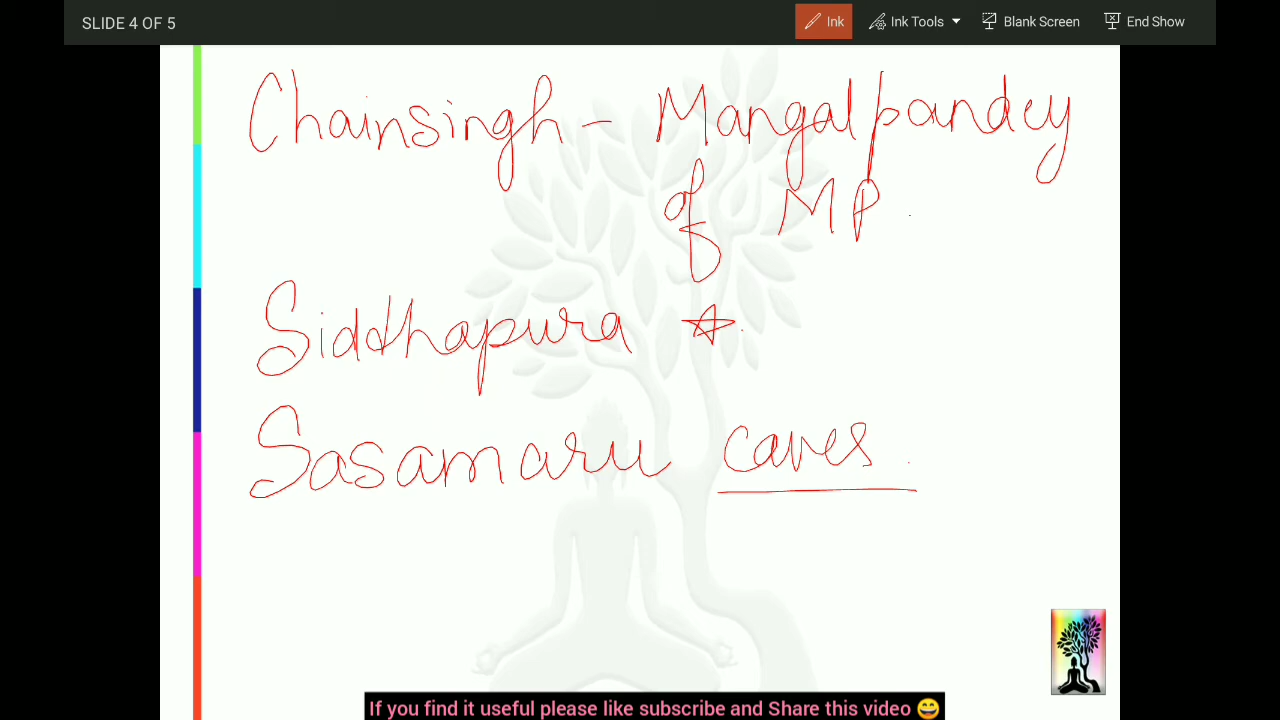 SLIDE 4 OF 5
Ink
Ink Tools
Blank Screen
End Show
Chainsingh - Mangalpandey
of MP.
Siddhapura ☆.
Sasamaru caves.
If you find it useful please like subscribe and Share this video 😄